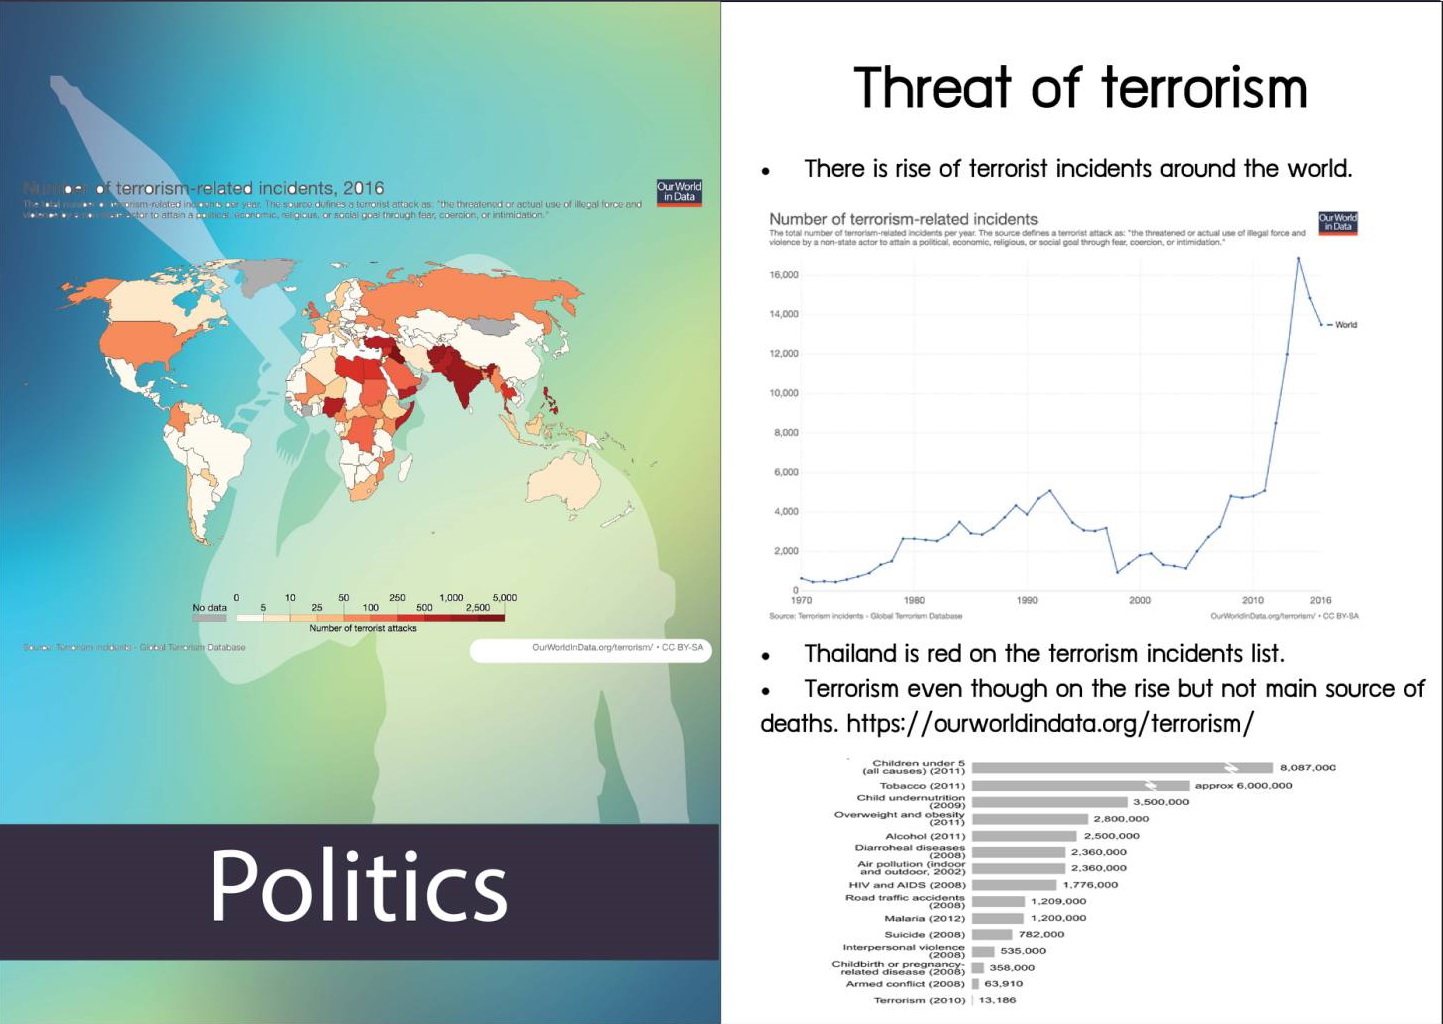 Number of terrorism-related incidents, 2016
Our World
in Data
The total number of terrorism-related incidents per year. The source defines a terrorist attack as: "the threatened or actual use of illegal force and
violence by a non-state actor to attain a political, economic, religious, or social goal through fear, coercion, or intimidation."
No data
0
5
10
25
50
100
250
500
1,000
2,500
5,000
Number of terrorist attacks
Source: Terrorism incidents - Global Terrorism Database
OurWorldInData.org/terrorism/ • CC BY-SA
Politics
Threat of terrorism
• There is rise of terrorist incidents around the world.
Number of terrorism-related incidents
Our World
in Data
The total number of terrorism-related incidents per year. The source defines a terrorist attack as: "the threatened or actual use of illegal force and
violence by a non-state actor to attain a political, economic, religious, or social goal through fear, coercion, or intimidation."
16,000
14,000
12,000
10,000
8,000
6,000
4,000
2,000
0
World
1970 1980 1990 2000 2010 2016
Source: Terrorism incidents - Global Terrorism Database
OurWorldInData.org/terrorism/ • CC BY-SA
• Thailand is red on the terrorism incidents list.
• Terrorism even though on the rise but not main source of
deaths. https://ourworldindata.org/terrorism/
Children under 5
(all causes) (2011) 8,087,000
Tobacco (2011) approx 6,000,000
Child undernutrition
(2009) 3,500,000
Overweight and obesity
(2011) 2,800,000
Alcohol (2011) 2,500,000
Diarroheal diseases
(2008) 2,360,000
Air pollution (indoor
and outdoor, 2002) 2,360,000
HIV and AIDS (2008) 1,776,000
Road traffic accidents
(2008) 1,209,000
Malaria (2012) 1,200,000
Suicide (2008) 782,000
Interpersonal violence
(2008) 535,000
Childbirth or pregnancy-
related disease (2008) 358,000
Armed conflict (2008) 63,910
Terrorism (2010) 13,186